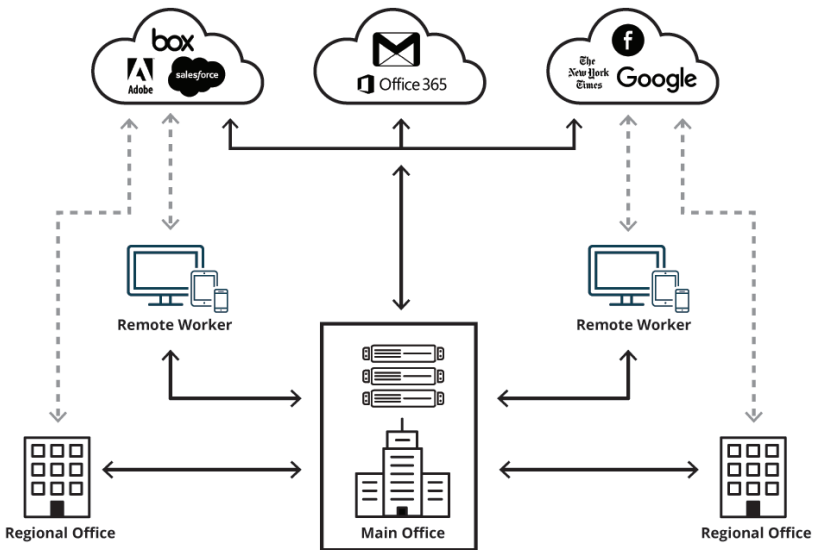 box
Adobe
salesforce
Office 365
f
The
New York
Times
Google
Remote Worker
Remote Worker
Regional Office
Main Office
Regional Office